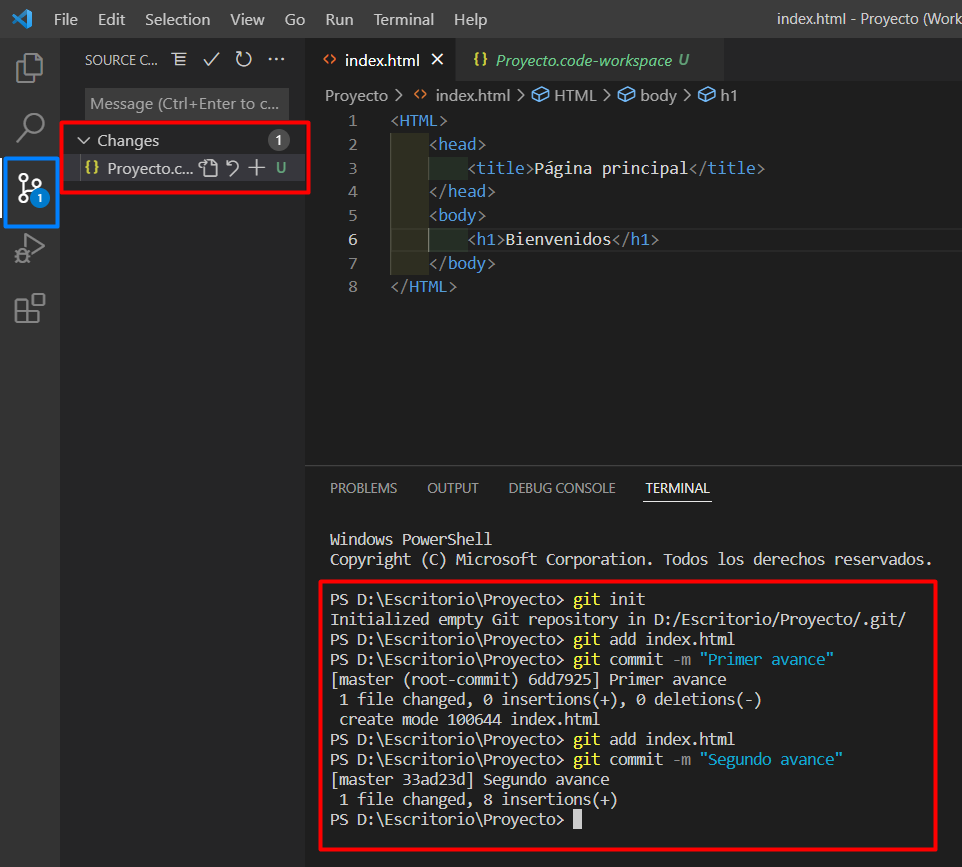 File Edit Selection View Go Run Terminal Help index.html - Proyecto (Work
SOURCE C...
Message (Ctrl+Enter to c...
Changes 1
{} Proyecto.c... U
1
index.html
{} Proyecto.code-workspace U
Proyecto > <> index.html > HTML > body > h1
1 <HTML>
2 <head>
3 <title>Página principal</title>
4 </head>
5 <body>
6 <h1>Bienvenidos</h1>
7 </body>
8 </HTML>
PROBLEMS OUTPUT DEBUG CONSOLE TERMINAL
Windows PowerShell
Copyright (C) Microsoft Corporation. Todos los derechos reservados.
PS D:\Escritorio\Proyecto> git init
Initialized empty Git repository in D:/Escritorio/Proyecto/.git/
PS D:\Escritorio\Proyecto> git add index.html
PS D:\Escritorio\Proyecto> git commit -m "Primer avance"
[master (root-commit) 6dd7925] Primer avance
1 file changed, 0 insertions(+), 0 deletions(-)
create mode 100644 index.html
PS D:\Escritorio\Proyecto> git add index.html
PS D:\Escritorio\Proyecto> git commit -m "Segundo avance"
[master 33ad23d] Segundo avance
1 file changed, 8 insertions(+)
PS D:\Escritorio\Proyecto>